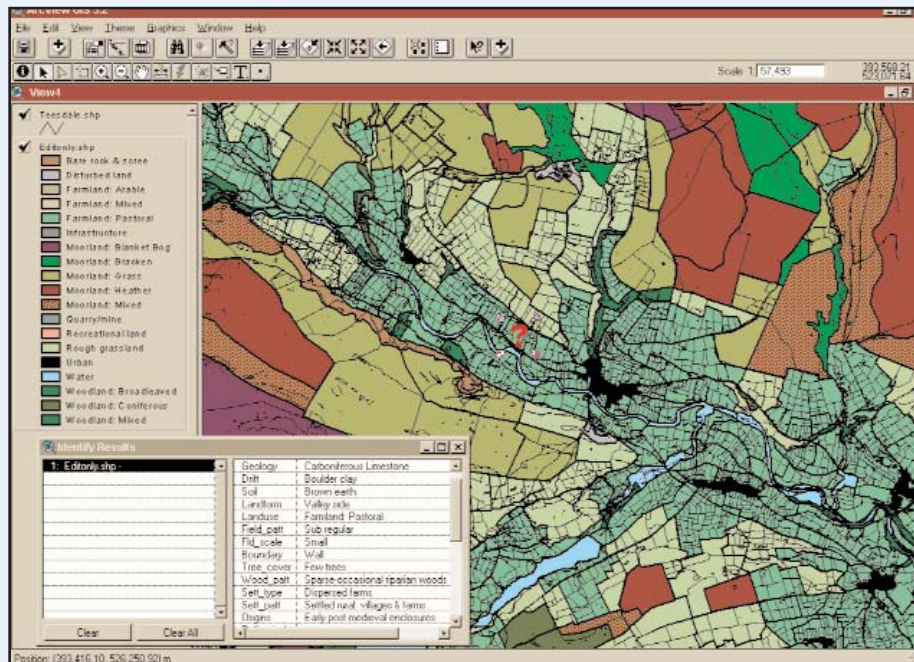 ArcView GIS 3.2
File Edit View Theme Graphics Window Help
Scale 1: 57,493
393,569.21
523,071.64
View4
Teesdale.shp
Editonly.shp
Bare rock & scree
Disturbed land
Farmland: Arable
Farmland: Mixed
Farmland: Pastoral
Infrastructure
Moorland: Blanket Bog
Moorland: Bracken
Moorland: Grass
Moorland: Heather
Moorland: Mixed
Quarry/mine
Recreational land
Rough grassland
Urban
Water
Woodland: Broadleaved
Woodland: Coniferous
Woodland: Mixed
?
Identify Results
1: Editonly.shp -
Geology Carboniferous Limestone
Drift Boulder clay
Soil Brown earth
Landform Valley side
Landuse Farmland: Pastoral
Field_patt Sub regular
Fld_scale Small
Boundary Wall
Tree_cover Few trees
Wood_patt Sparse-occasional riparian woods
Sett_type Dispersed farms
Sett_patt Settled rural: villages & farms
Origins Early post medieval enclosures
Clear Clear All
Position: (393,416.10, 526,250.92) m